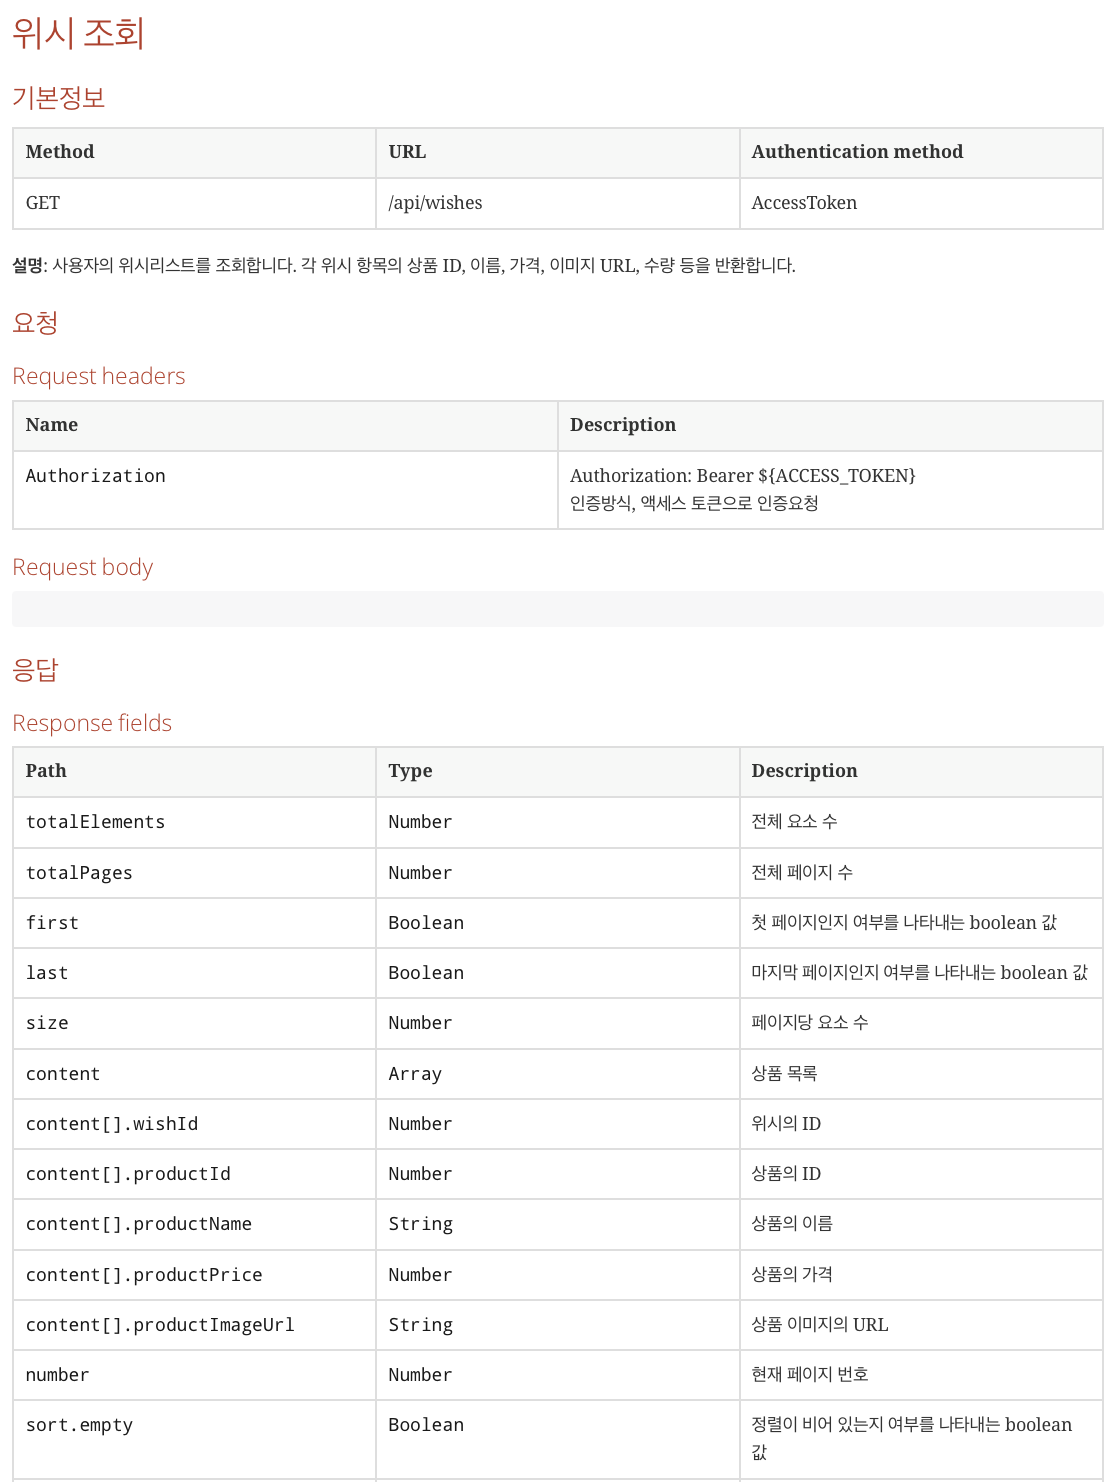 위시 조회
기본정보
Method URL Authentication method
GET /api/wishes AccessToken
설명: 사용자의 위시리스트를 조회합니다. 각 위시 항목의 상품 ID, 이름, 가격, 이미지 URL, 수량 등을 반환합니다.
요청
Request headers
Name Description
Authorization Authorization: Bearer ${ACCESS_TOKEN}
인증방식, 액세스 토큰으로 인증요청
Request body
응답
Response fields
Path Type Description
totalElements Number 전체 요소 수
totalPages Number 전체 페이지 수
first Boolean 첫 페이지인지 여부를 나타내는 boolean 값
last Boolean 마지막 페이지인지 여부를 나타내는 boolean 값
size Number 페이지당 요소 수
content Array 상품 목록
content[].wishId Number 위시의 ID
content[].productId Number 상품의 ID
content[].productName String 상품의 이름
content[].productPrice Number 상품의 가격
content[].productImageUrl String 상품 이미지의 URL
number Number 현재 페이지 번호
sort.empty Boolean 정렬이 비어 있는지 여부를 나타내는 boolean
값